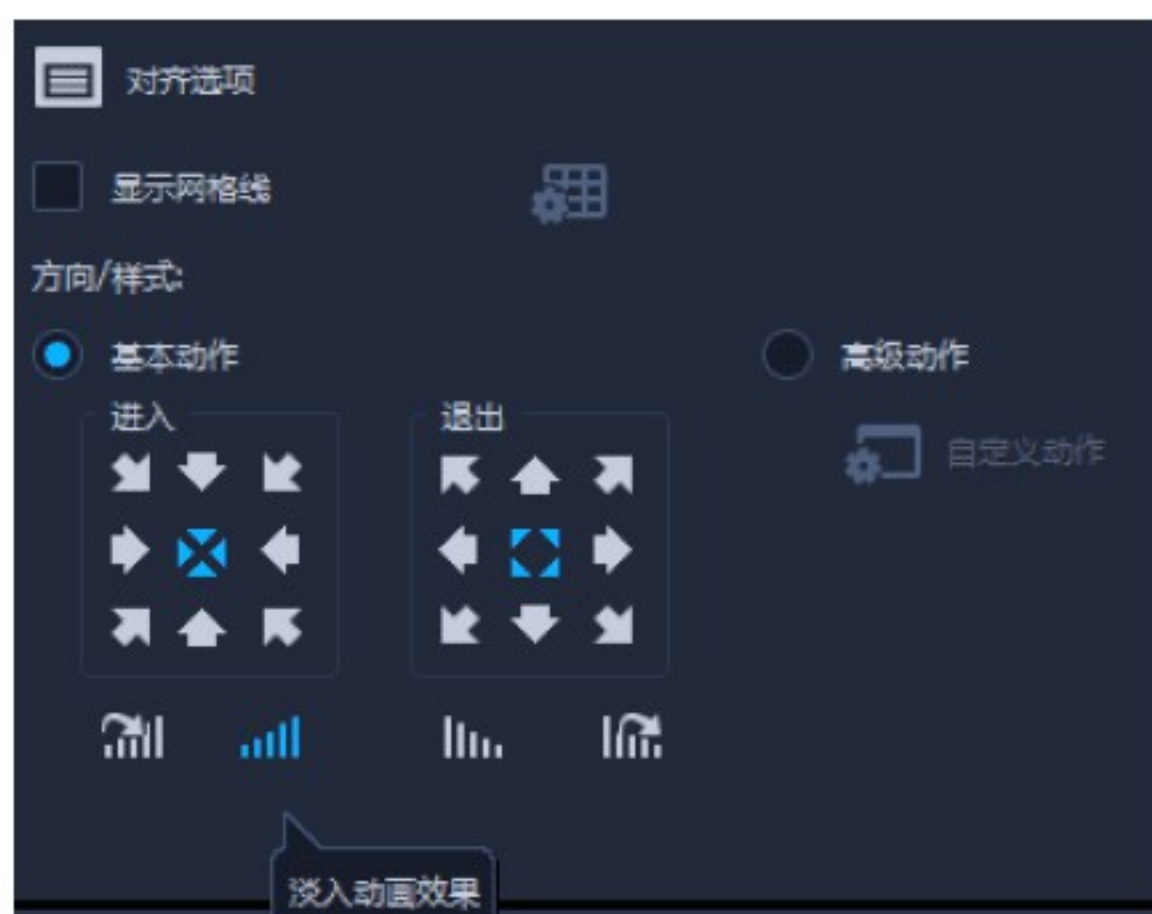 对齐选项
显示网格线
方向/样式:
基本动作
高级动作
进入
退出
自定义动作
淡入动画效果